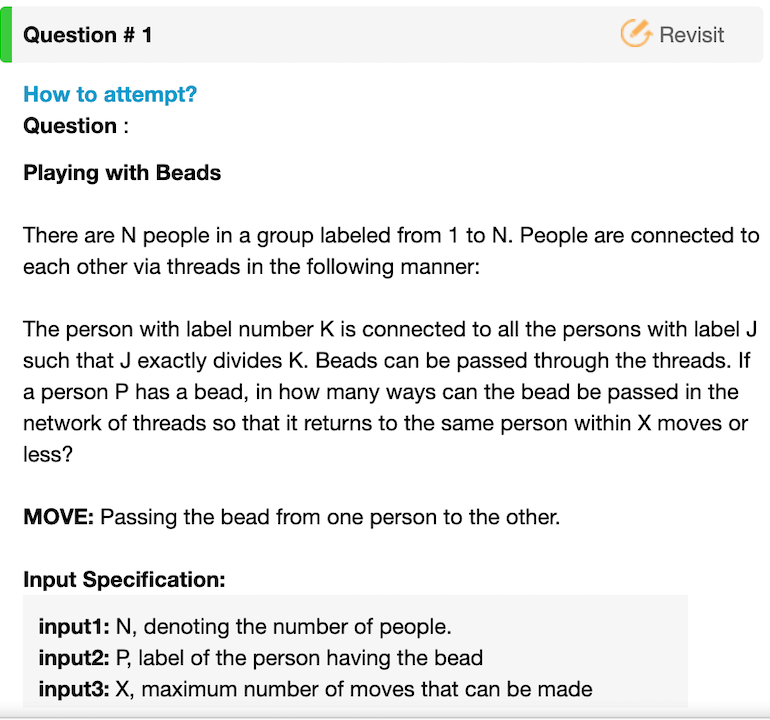 Question # 1
Revisit
How to attempt?
Question :
Playing with Beads
There are N people in a group labeled from 1 to N. People are connected to
each other via threads in the following manner:
The person with label number K is connected to all the persons with label J
such that J exactly divides K. Beads can be passed through the threads. If
a person P has a bead, in how many ways can the bead be passed in the
network of threads so that it returns to the same person within X moves or
less?
MOVE: Passing the bead from one person to the other.
Input Specification:
input1: N, denoting the number of people.
input2: P, label of the person having the bead
input3: X, maximum number of moves that can be made